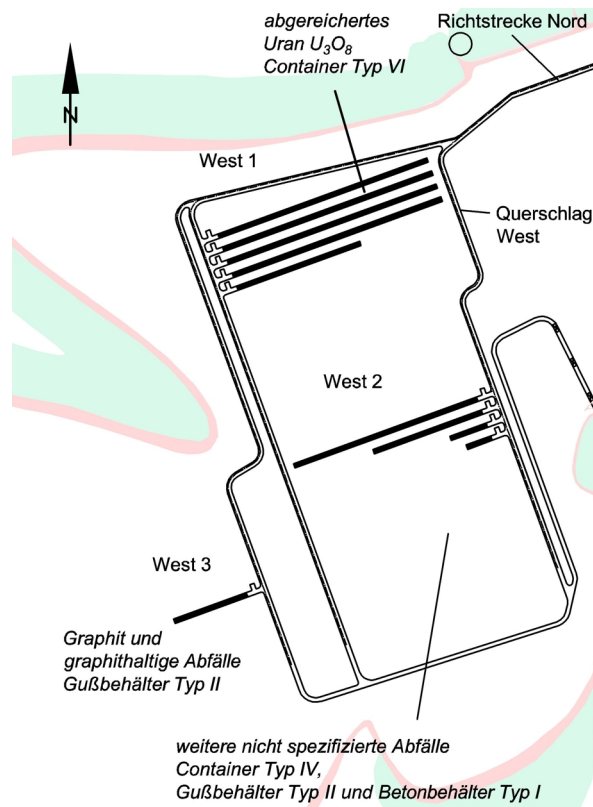 abgereichertes
Uran U₃O₈
Container Typ VI
Richtstrecke Nord
N
West 1
Querschlag
West
West 2
West 3
Graphit und
graphithaltige Abfälle
Gußbehälter Typ II
weitere nicht spezifizierte Abfälle
Container Typ IV,
Gußbehälter Typ II und Betonbehälter Typ I